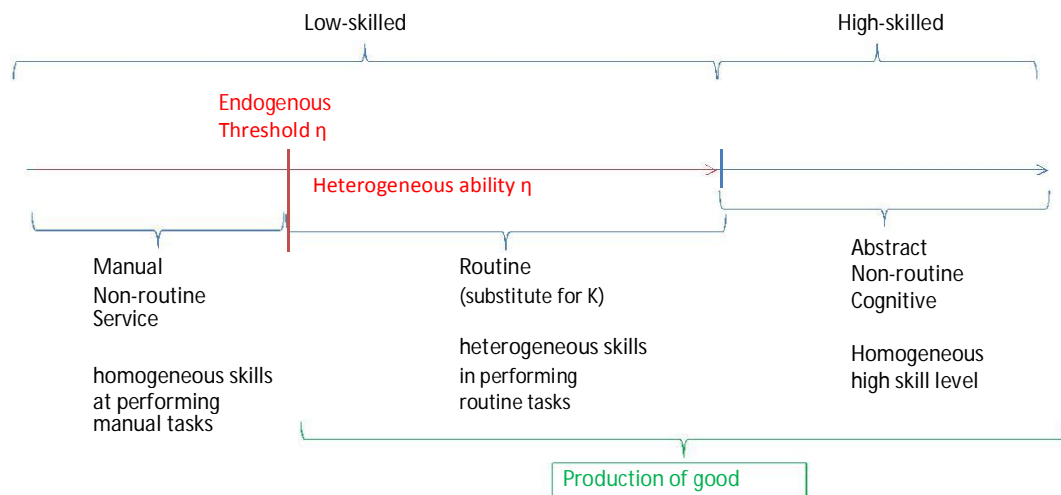 Low-skilled
High-skilled
Endogenous
Threshold η
Heterogeneous ability η
Manual
Non-routine
Service
homogeneous skills
at performing
manual tasks
Routine
(substitute for K)
heterogeneous skills
in performing
routine tasks
Abstract
Non-routine
Cognitive
Homogeneous
high skill level
Production of good